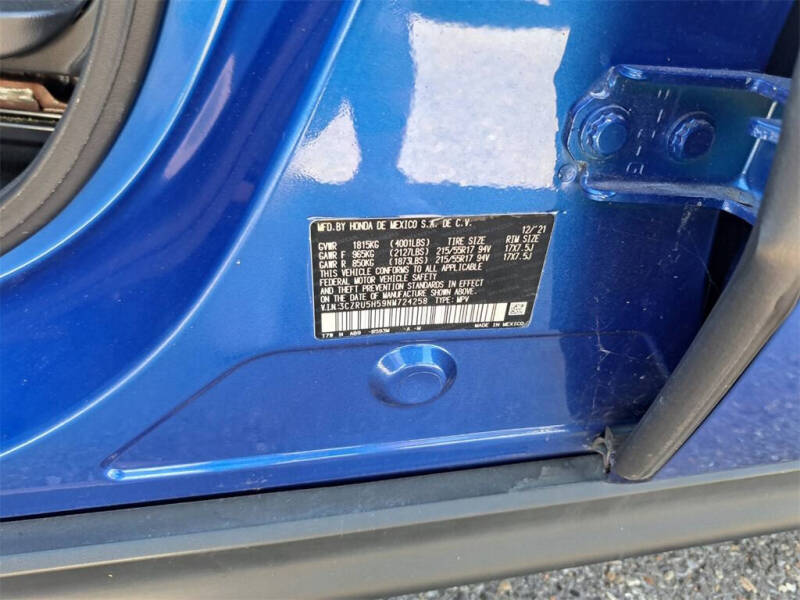 MFD.BY HONDA DE MEXICO S.A. DE C.V. 12/'21
GVWR 1815KG (4001LBS) TIRE SIZE RIM SIZE
GAWR F 965KG (2127LBS) 215/55R17 94V 17X7.5J
GAWR R 850KG (1873LBS) 215/55R17 94V 17X7.5J
THIS VEHICLE CONFORMS TO ALL APPLICABLE
FEDERAL MOTOR VEHICLE SAFETY STANDARDS IN EFFECT
AND THEFT PREVENTION
ON THE DATE OF MANUFACTURE SHOWN ABOVE.
V.I.N:3CZRU5H59NM724258 TYPE: MPV
A -W MADE IN MEXICO